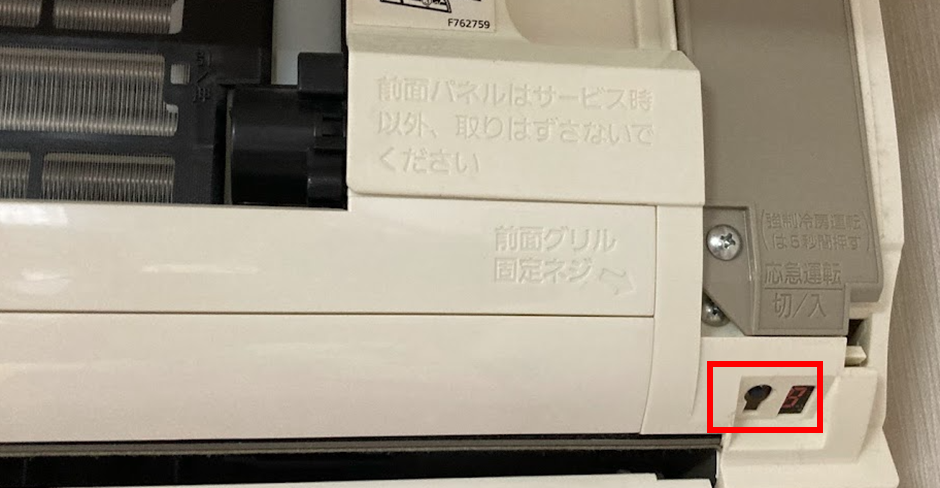 F762759
切/押
前面パネルはサービス時
以外、取りはずさないで
ください
前面グリル
固定ネジ
(強制冷房運転
は5秒間押す)
応急運転
切/入